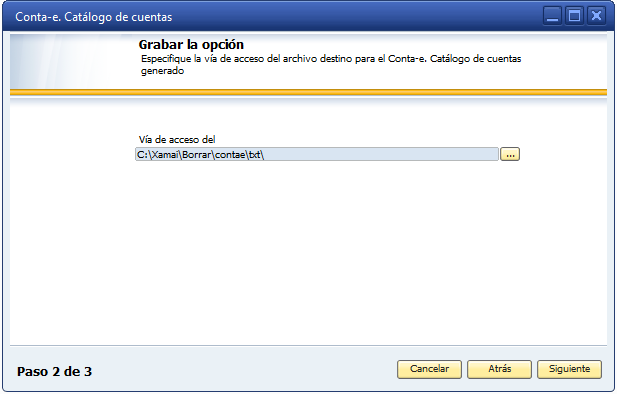 Conta-e. Catálogo de cuentas
Grabar la opción
Especifique la vía de acceso del archivo destino para el Conta-e. Catálogo de cuentas
generado
Vía de acceso del
C:\Xamai\Borrar\contae\txt\
...
Paso 2 de 3
Cancelar
Atrás
Siguiente